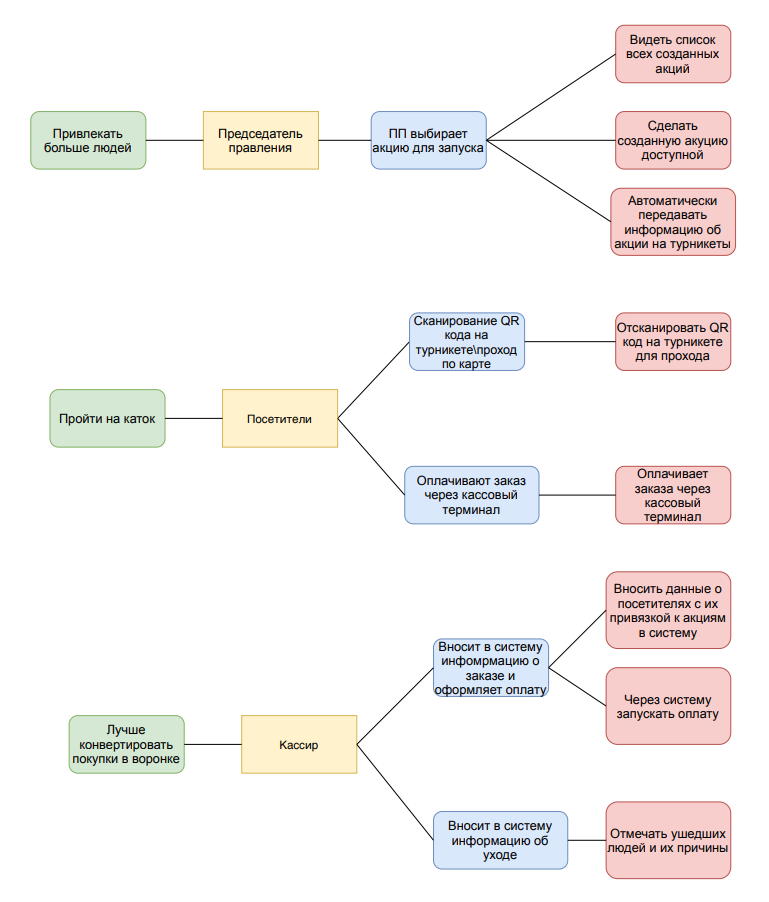 Видеть список
всех созданных
акций
Привлекать
больше людей
Председатель
правления
ПП выбирает
акцию для запуска
Сделать
созданную акуцию
доступной
Автоматически
передавать
информацию об
акции на турникеты
Сканирование QR
кода на
турникете\проход
по карте
Отсканировать QR
код на турникете
для прохода
Пройти на каток
Посетители
Оплачивают заказ
через кассовый
терминал
Оплачивает
заказа через
кассовый
терминал
Вносить данные о
посетителях с их
привязкой к акциям
в систему
Вносит в систему
инфомрмацию о
заказе и
оформляет оплату
Через систему
запускать оплату
Лучше
конвертировать
покупки в воронке
Кассир
Вносит в систему
информацию об
уходе
Отмечать ушедших
людей и их причины